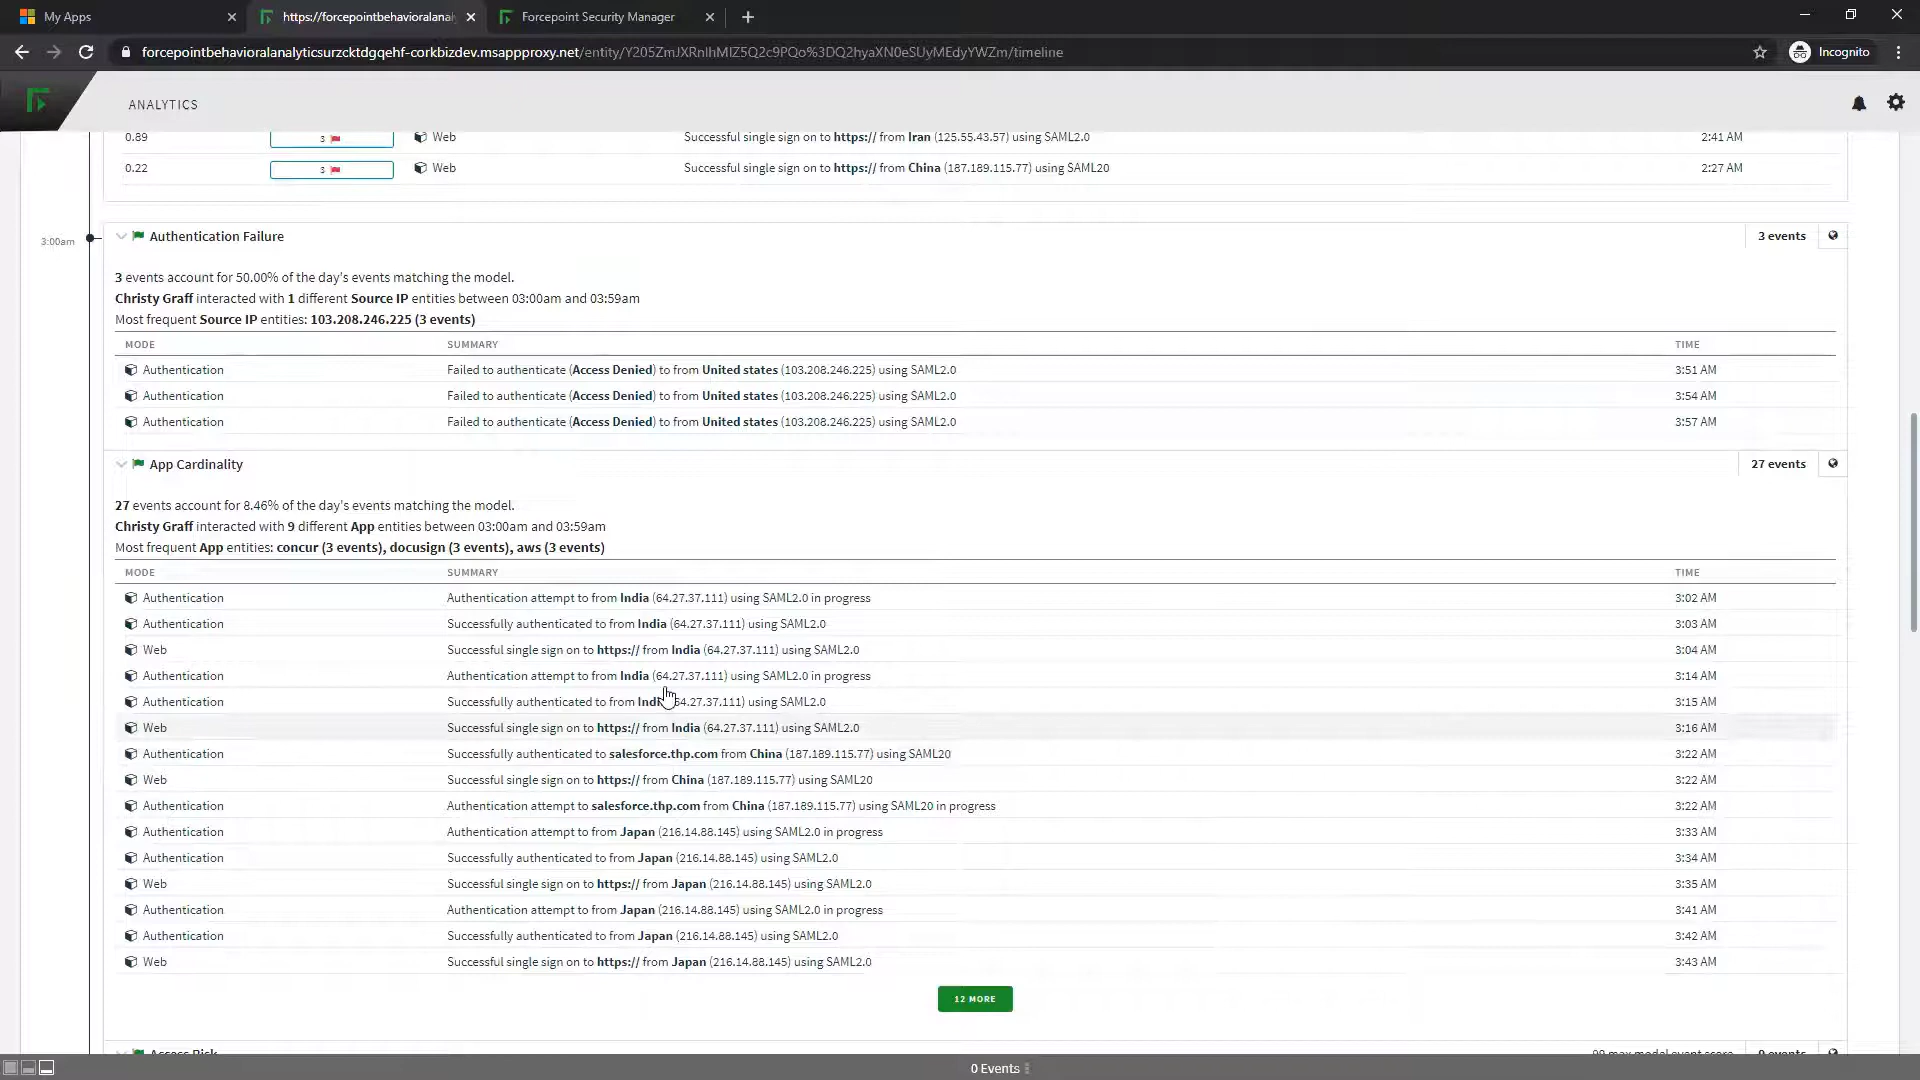 My Apps
https://forcepointbehavioralanal
Forcepoint Security Manager
forcepointbehavioralanalyticsurzcktdgqehf-corkbizdev.msappproxy.net/entity/Y205ZmJXRnlhMlZ5Q2c9PQo%3DQ2hyaXN0eSUyMEdyYWZm/timeline
Incognito
ANALYTICS
0.89 3 Web Successful single sign on to https:// from Iran (125.55.43.57) using SAML2.0 2:41 AM
0.22 3 Web Successful single sign on to https:// from China (187.189.115.77) using SAML20 2:27 AM
3:00am Authentication Failure 3 events
3 events account for 50.00% of the day's events matching the model.
Christy Graff interacted with 1 different Source IP entities between 03:00am and 03:59am
Most frequent Source IP entities: 103.208.246.225 (3 events)
MODE SUMMARY TIME
Authentication Failed to authenticate (Access Denied) to from United states (103.208.246.225) using SAML2.0 3:51 AM
Authentication Failed to authenticate (Access Denied) to from United states (103.208.246.225) using SAML2.0 3:54 AM
Authentication Failed to authenticate (Access Denied) to from United states (103.208.246.225) using SAML2.0 3:57 AM
App Cardinality 27 events
27 events account for 8.46% of the day's events matching the model.
Christy Graff interacted with 9 different App entities between 03:00am and 03:59am
Most frequent App entities: concur (3 events), docusign (3 events), aws (3 events)
MODE SUMMARY TIME
Authentication Authentication attempt to from India (64.27.37.111) using SAML2.0 in progress 3:02 AM
Authentication Successfully authenticated to from India (64.27.37.111) using SAML2.0 3:03 AM
Web Successful single sign on to https:// from India (64.27.37.111) using SAML2.0 3:04 AM
Authentication Authentication attempt to from India (64.27.37.111) using SAML2.0 in progress 3:14 AM
Authentication Successfully authenticated to from 64.27.37.111) using SAML2.0 3:15 AM
Web Successful single sign on to https:// from India (64.27.37.111) using SAML2.0 3:16 AM
Authentication Successfully authenticated to salesforce.thp.com from China (187.189.115.77) using SAML20 3:22 AM
Web Successful single sign on to https:// from China (187.189.115.77) using SAML20 3:22 AM
Authentication Authentication attempt to salesforce.thp.com from China (187.189.115.77) using SAML20 in progress 3:22 AM
Authentication Authentication attempt to from Japan (216.14.88.145) using SAML2.0 in progress 3:33 AM
Authentication Successfully authenticated to from Japan (216.14.88.145) using SAML2.0 3:34 AM
Web Successful single sign on to https:// from Japan (216.14.88.145) using SAML2.0 3:35 AM
Authentication Authentication attempt to from Japan (216.14.88.145) using SAML2.0 in progress 3:41 AM
Authentication Successfully authenticated to from Japan (216.14.88.145) using SAML2.0 3:42 AM
Web Successful single sign on to https:// from Japan (216.14.88.145) using SAML2.0 3:43 AM
12 MORE
Access Risk 99 max model event score 9 events
0 Events